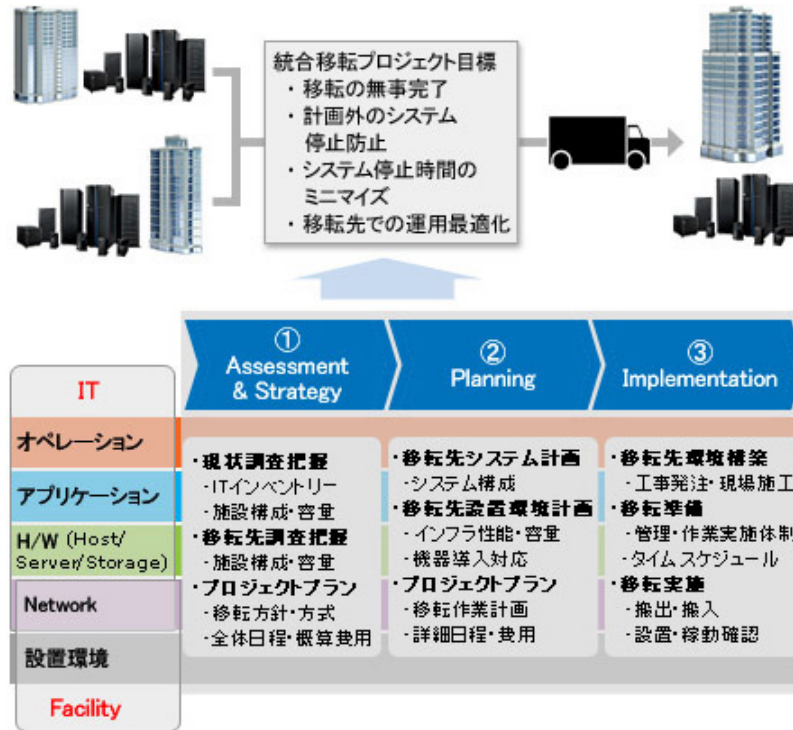 統合移転プロジェクト目標
・移転の無事完了
・計画外のシステム
停止防止
・システム停止時間の
ミニマイズ
・移転先での運用最適化
①
Assessment
& Strategy
②
Planning
③
Implementation
IT
オペレーション
アプリケーション
H/W (Host/
Server/Storage)
Network
設置環境
Facility
・現状調査把握
-ITインベントリー
-施設構成・容量
・移転先調査把握
-施設構成・容量
・プロジェクトプラン
-移転方針・方式
-全体日程・概算費用
・移転先システム計画
-システム構成
・移転先設置環境計画
-インフラ性能・容量
-機器導入対応
・プロジェクトプラン
-移転作業計画
-詳細日程・費用
・移転先環境構築
-工事発注・現場施工
・移転準備
-管理・作業実施体制
-タイムスケジュール
・移転実施
-搬出・搬入
-設置・稼動確認